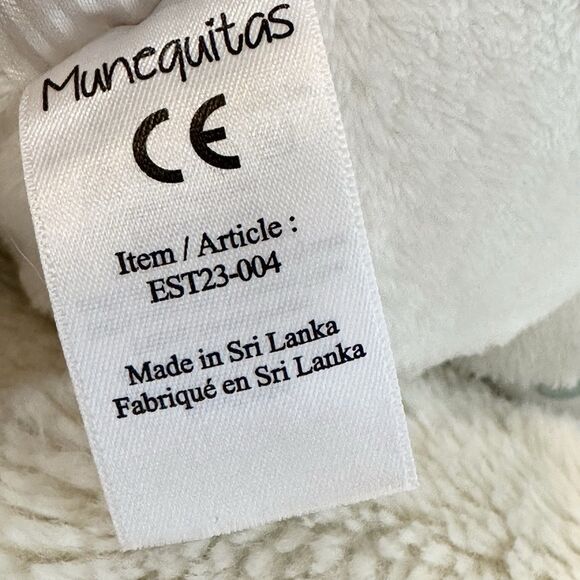 Munequitas
CE
Item / Article :
EST23-004
Made in Sri Lanka
Fabriqué en Sri Lanka